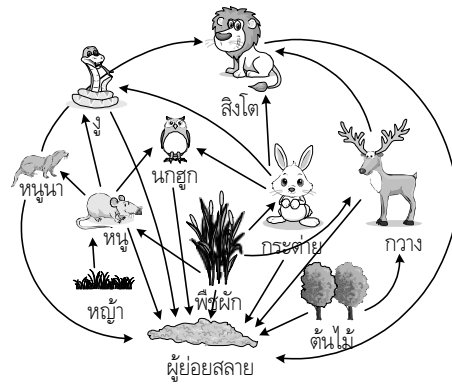 สิงโต
งู
นกฮูก
หนูนา
หนู
กระต่าย
กวาง
หญ้า
พืชผัก
ต้นไม้
ผู้ย่อยสลาย